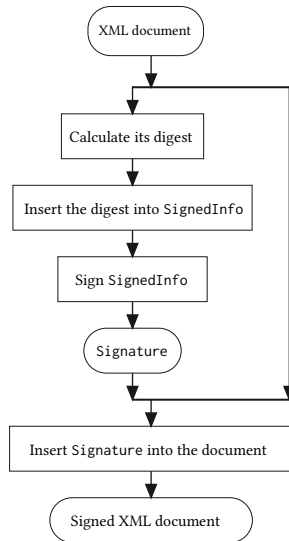 XML document
Calculate its digest
Insert the digest into SignedInfo
Sign SignedInfo
Signature
Insert Signature into the document
Signed XML document